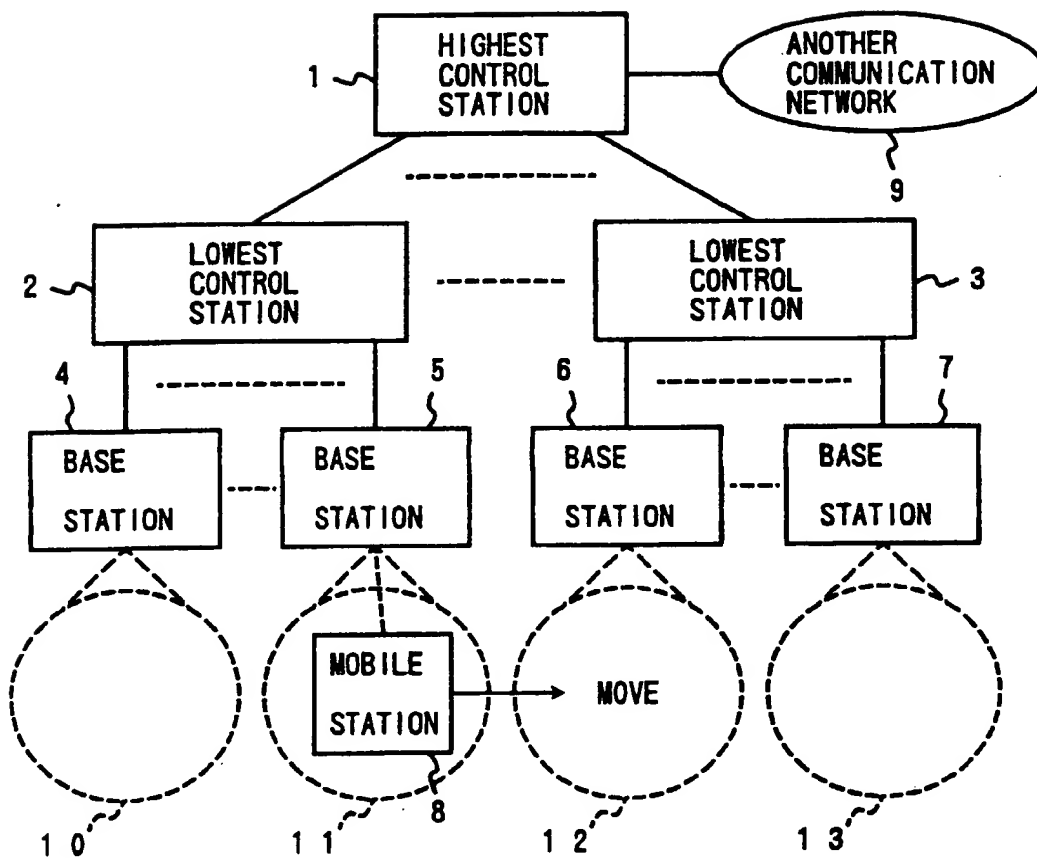 HIGHEST
CONTROL
STATION
1
ANOTHER
COMMUNICATION
NETWORK
9
LOWEST
CONTROL
STATION
2
LOWEST
CONTROL
STATION
3
4
5
6
7
BASE
STATION
BASE
STATION
BASE
STATION
BASE
STATION
MOBILE
STATION
MOVE
8
10
11
12
13